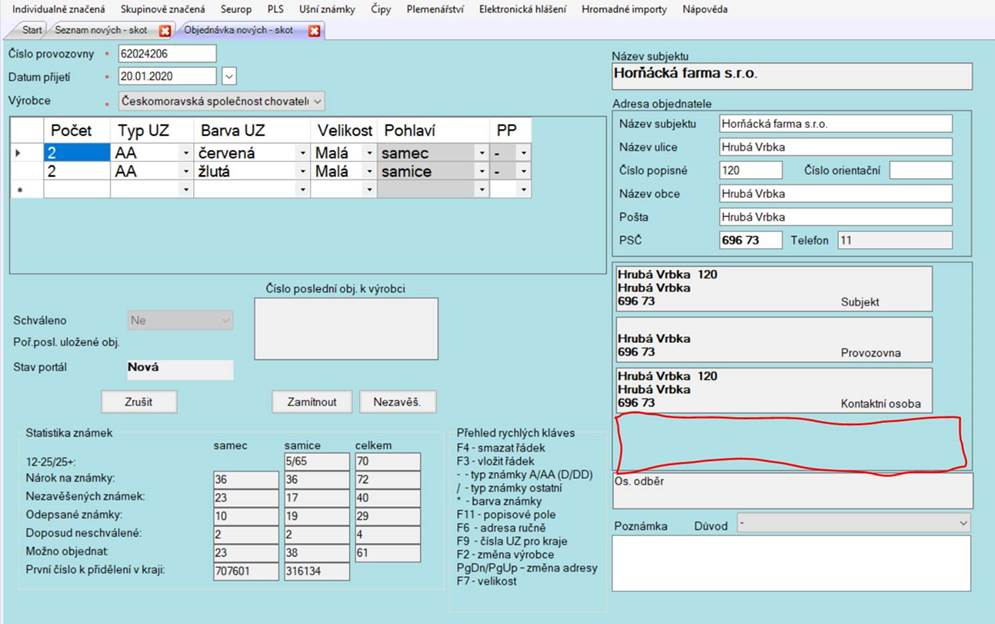 Individualně značená Skupinově značená Seurop PLS Ušní známky Čipy Plemenářství Elektronická hlášení Hromadné importy Nápověda
Start Seznam nových - skot Objednávka nových - skot
Číslo provozovny 62024206
Datum přijetí 20.01.2020
Výrobce Českomoravská společnost chovatelů
Počet Typ UZ Barva UZ Velikost Pohlaví PP
2 AA červená Malá samec -
2 AA žlutá Malá samice -
Číslo poslední obj. k výrobci
Schváleno Ne
Poř.posl. uložené obj.
Stav portál Nová
Zrušit Zamítnout Nezavěš.
Statistika známek
samec samice celkem
12-25/25+: 5/65 70
Nárok na známky: 36 36 72
Nezavěšených známek: 23 17 40
Odepsané známky: 10 19 29
Doposud neschválené: 2 2 4
Možno objednat: 23 38 61
První číslo k přidělení v kraji: 707601 316134
Přehled rychlých kláves
F4 - smazat řádek
F3 - vložit řádek
- - typ známky A/AA (D/DD)
/ - typ známky ostatní
* - barva známky
F11 - popisové pole
F6 - adresa ručně
F9 - čísla UZ pro kraje
F2 - změna výrobce
PgDn/PgUp – změna adresy
F7 - velikost
Název subjektu
Horňácká farma s.r.o.
Adresa objednatele
Název subjektu Horňácká farma s.r.o.
Název ulice Hrubá Vrbka
Číslo popisné 120 Číslo orientační
Název obce Hrubá Vrbka
Pošta Hrubá Vrbka
PSČ 696 73 Telefon 11
Hrubá Vrbka 120
Hrubá Vrbka
696 73 Subjekt
Hrubá Vrbka
696 73 Provozovna
Hrubá Vrbka 120
Hrubá Vrbka
696 73 Kontaktní osoba
Os. odběr
Poznámka Důvod -